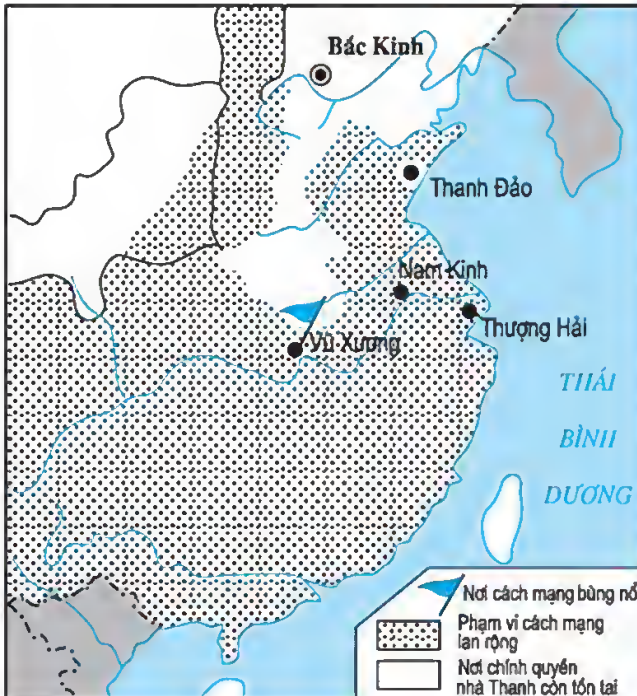 Bắc Kinh
Thanh Đảo
Nam Kinh
Vũ Xương
Thượng Hải
THÁI
BÌNH
DƯƠNG
Nơi cách mạng bùng nổ
Phạm vi cách mạng
lan rộng
Nơi chính quyền
nhà Thanh còn tồn tại